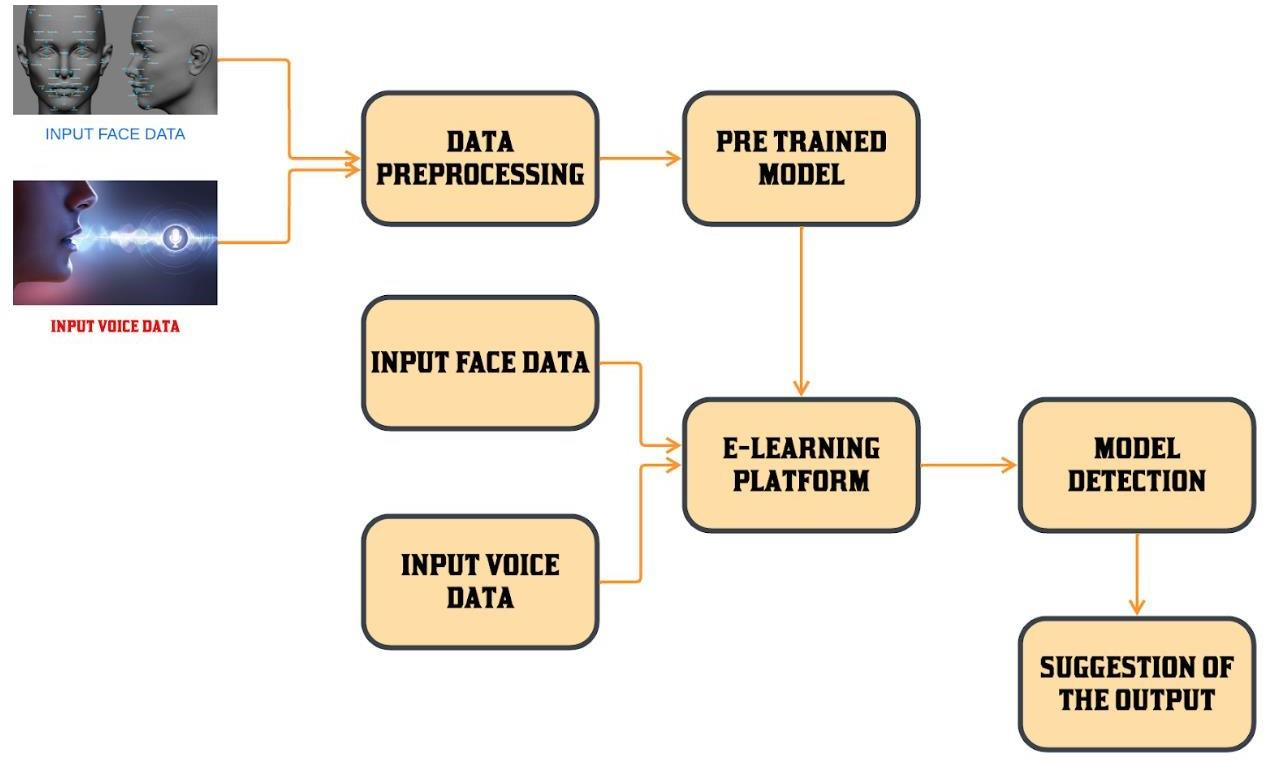 INPUT FACE DATA
INPUT VOICE DATA
DATA
PREPROCESSING
PRE TRAINED
MODEL
INPUT FACE DATA
INPUT VOICE
DATA
E-LEARNING
PLATFORM
MODEL
DETECTION
SUGGESTION OF
THE OUTPUT